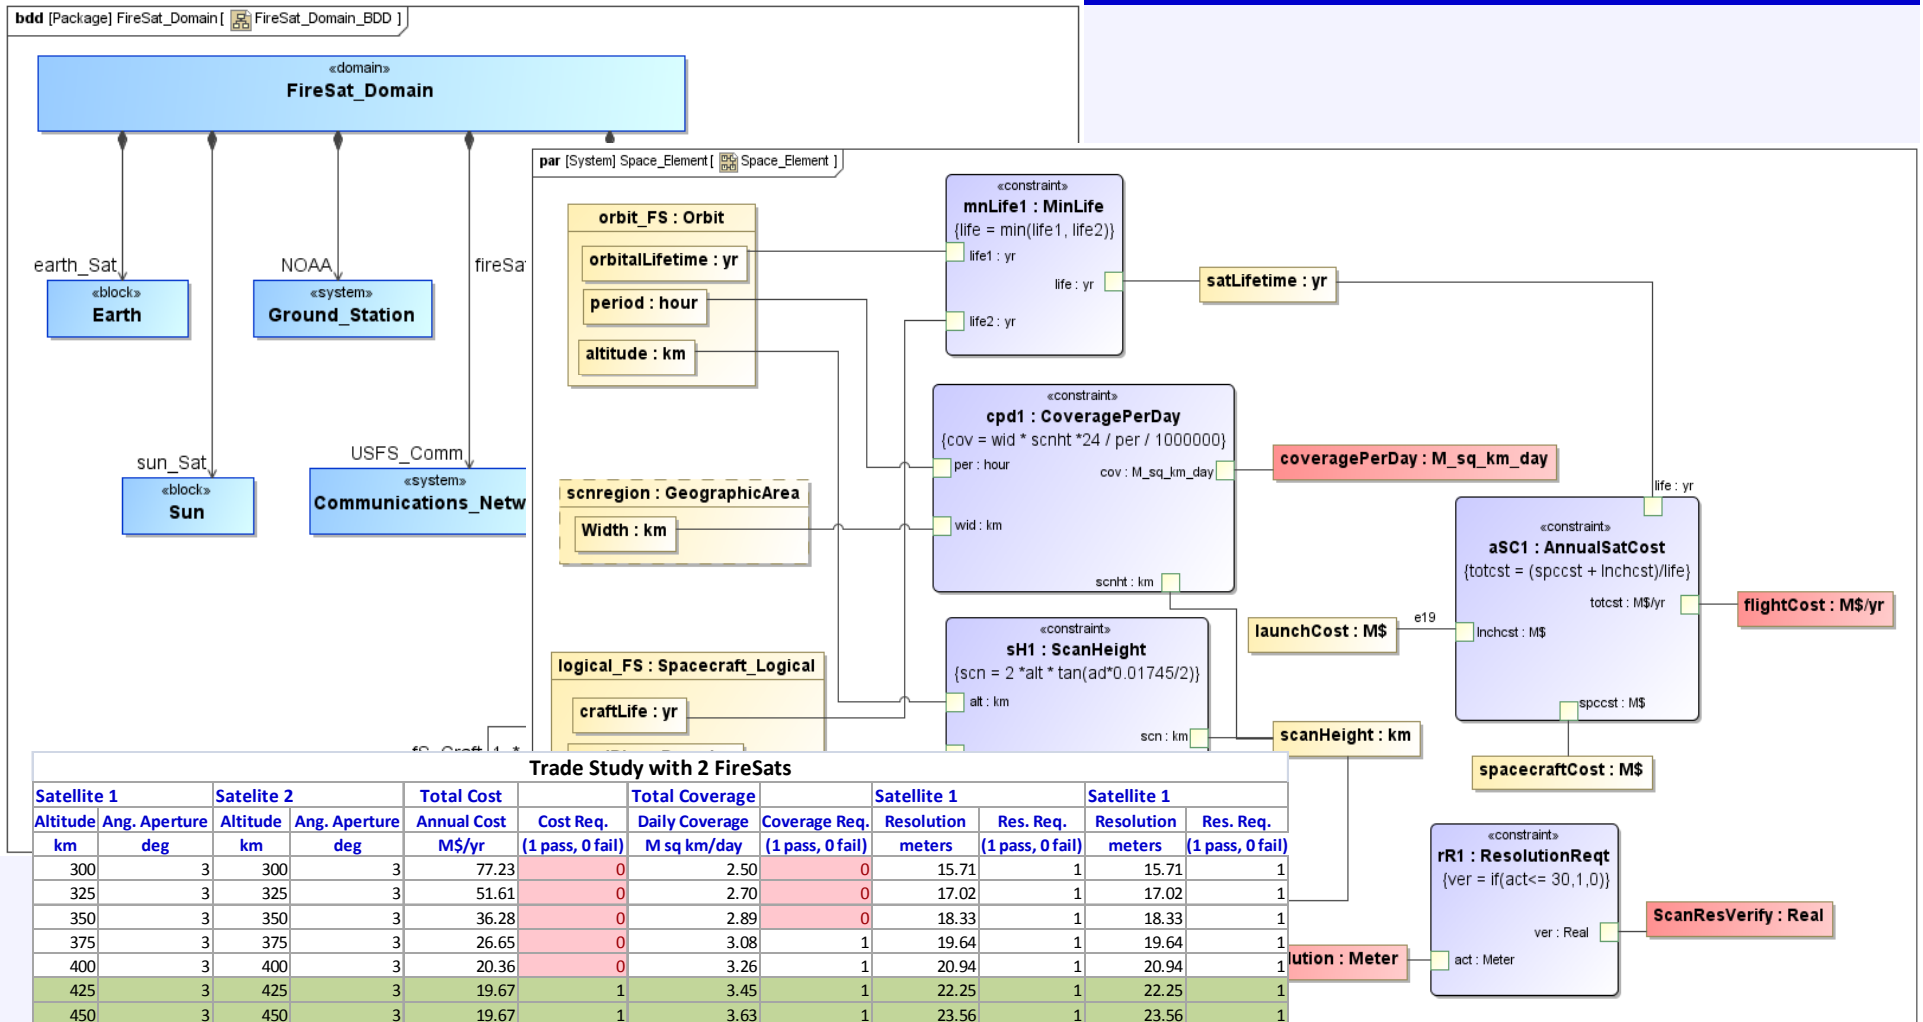 bdd [Package] FireSat_Domain [ FireSat_Domain_BDD ]
«domain»
FireSat_Domain
earth_Sat
«block»
Earth
NOAA
«system»
Ground_Station
fireSa
sun_Sat
«block»
Sun
USFS_Comm
«system»
Communications_Netw
par [System] Space_Element [ Space_Element ]
orbit_FS : Orbit
orbitalLifetime : yr
period : hour
altitude : km
scnregion : GeographicArea
Width : km
logical_FS : Spacecraft_Logical
craftLife : yr
«constraint»
mnLife1 : MinLife
{life = min(life1, life2)}
life1 : yr
life : yr
life2 : yr
satLifetime : yr
«constraint»
cpd1 : CoveragePerDay
{cov = wid * scnht *24 / per / 1000000}
per : hour
cov : M_sq_km_day
wid : km
scnht : km
coveragePerDay : M_sq_km_day
«constraint»
sH1 : ScanHeight
{scn = 2 *alt * tan(ad*0.01745/2)}
alt : km
scn : km
scanHeight : km
life : yr
«constraint»
aSC1 : AnnualSatCost
{totcst = (spccst + lnchcst)/life}
totcst : M$/yr
lnchcst : M$
spccst : M$
flightCost : M$/yr
launchCost : M$
e19
spacecraftCost : M$
«constraint»
rR1 : ResolutionReqt
{ver = if(act<= 30,1,0)}
ver : Real
act : Meter
ScanResVerify : Real
lution : Meter
Trade Study with 2 FireSats
Satellite 1 Satelite 2 Total Cost Total Coverage Satellite 1 Satellite 1
Altitude Ang. Aperture Altitude Ang. Aperture Annual Cost Cost Req. Daily Coverage Coverage Req. Resolution Res. Req. Resolution Res. Req.
km deg km deg M$/yr (1 pass, 0 fail) M sq km/day (1 pass, 0 fail) meters (1 pass, 0 fail) meters (1 pass, 0 fail)
300 3 300 3 77.23 0 2.50 0 15.71 1 15.71 1
325 3 325 3 51.61 0 2.70 0 17.02 1 17.02 1
350 3 350 3 36.28 0 2.89 0 18.33 1 18.33 1
375 3 375 3 26.65 0 3.08 1 19.64 1 19.64 1
400 3 400 3 20.36 0 3.26 1 20.94 1 20.94 1
425 3 425 3 19.67 1 3.45 1 22.25 1 22.25 1
450 3 450 3 19.67 1 3.63 1 23.56 1 23.56 1